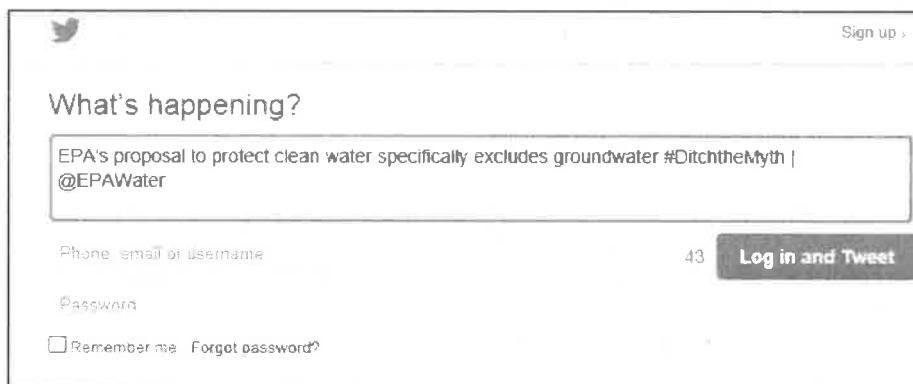 Sign up ›
What's happening?
EPA's proposal to protect clean water specifically excludes groundwater #DitchtheMyth |
@EPAWater
Phone, email or username
43 Log in and Tweet
Password
Remember me Forgot password?